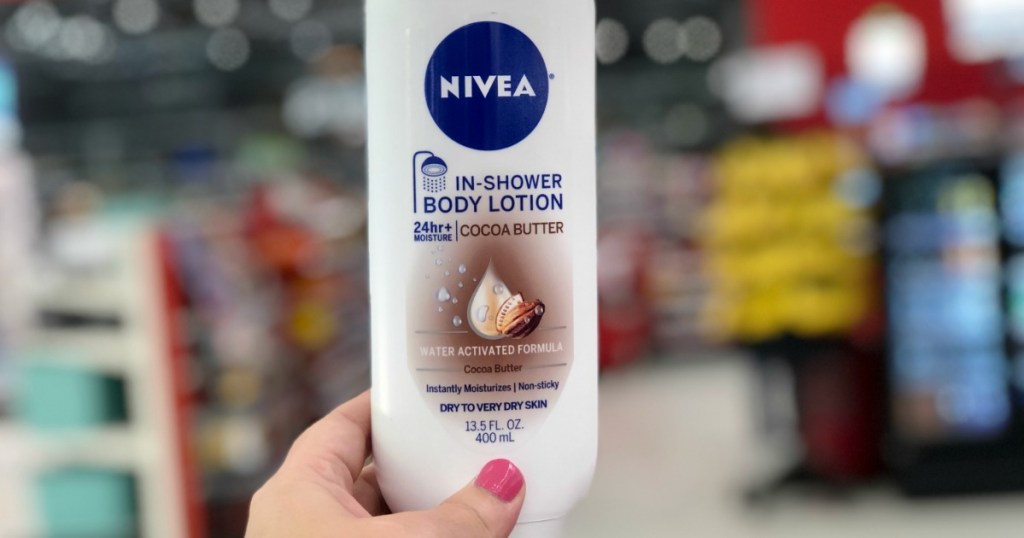 NIVEA®
IN-SHOWER
BODY LOTION
24hr+
MOISTURE
COCOA BUTTER
WATER ACTIVATED FORMULA
Cocoa Butter
Instantly Moisturizes | Non-sticky
DRY TO VERY DRY SKIN
13.5 FL. OZ.
400 mL